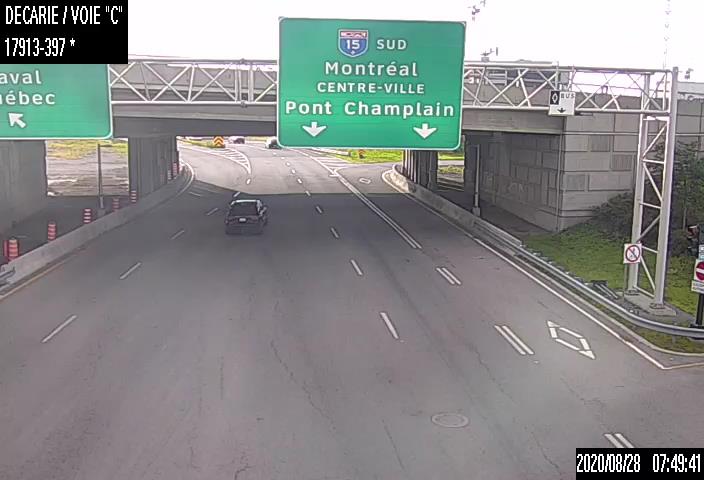 DECARIE / VOIE "C"
17913-397 *
aval
ébec
15 SUD
Montréal
CENTRE-VILLE
Pont Champlain
BUS
2020/08/28 07:49:41